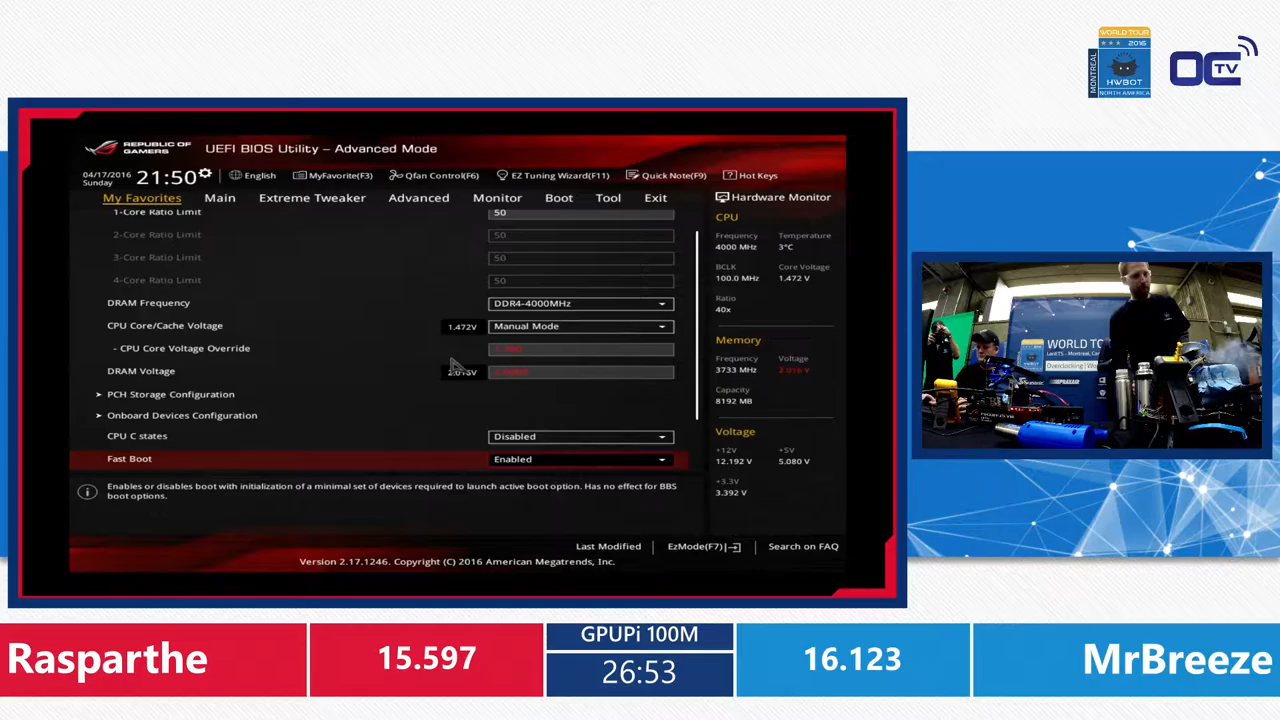 WORLD TOUR
2016
MONTREAL
HWBOT
NORTH AMERICA
OC TV
REPUBLIC OF
GAMERS
UEFI BIOS Utility – Advanced Mode
04/17/2016
Sunday
21:50
English
MyFavorite(F3)
Qfan Control(F6)
EZ Tuning Wizard(F11)
Quick Note(F9)
? Hot Keys
My Favorites
Main
Extreme Tweaker
Advanced
Monitor
Boot
Tool
Exit
1-Core Ratio Limit 50
2-Core Ratio Limit 50
3-Core Ratio Limit 50
4-Core Ratio Limit 50
DRAM Frequency DDR4-4000MHz
CPU Core/Cache Voltage 1.472V Manual Mode
- CPU Core Voltage Override
DRAM Voltage
PCH Storage Configuration
Onboard Devices Configuration
CPU C states Disabled
Fast Boot Enabled
Enables or disables boot with initialization of a minimal set of devices required to launch active boot option. Has no effect for BBS
boot options.
Hardware Monitor
CPU
Frequency Temperature
4000 MHz 3°C
BCLK Core Voltage
100.0 MHz 1.472 V
Ratio
40x
Memory
Frequency Voltage
3733 MHz 2.016 V
Capacity
8192 MB
Voltage
+12V +5V
12.192 V 5.080 V
+3.3V
3.392 V
Last Modified
EzMode(F7)
Search on FAQ
Version 2.17.1246. Copyright (C) 2016 American Megatrends, Inc.
WORLD TOU
Rasparthe
15.597
GPUPi 100M
26:53
16.123
MrBreeze